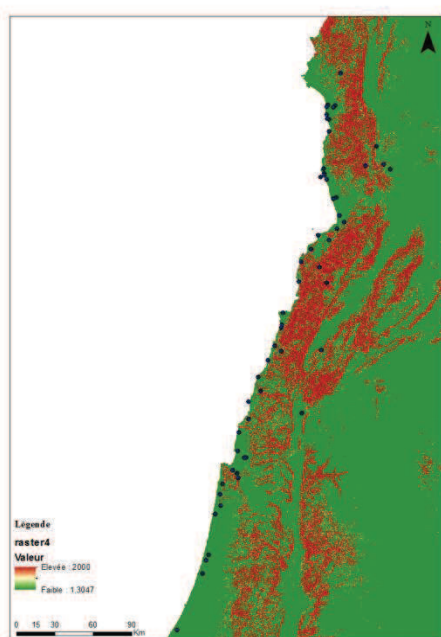 N
Légende
raster4
Valeur
Elevée : 2000
Faible : 1.3047
0 15 30 60 90
Km